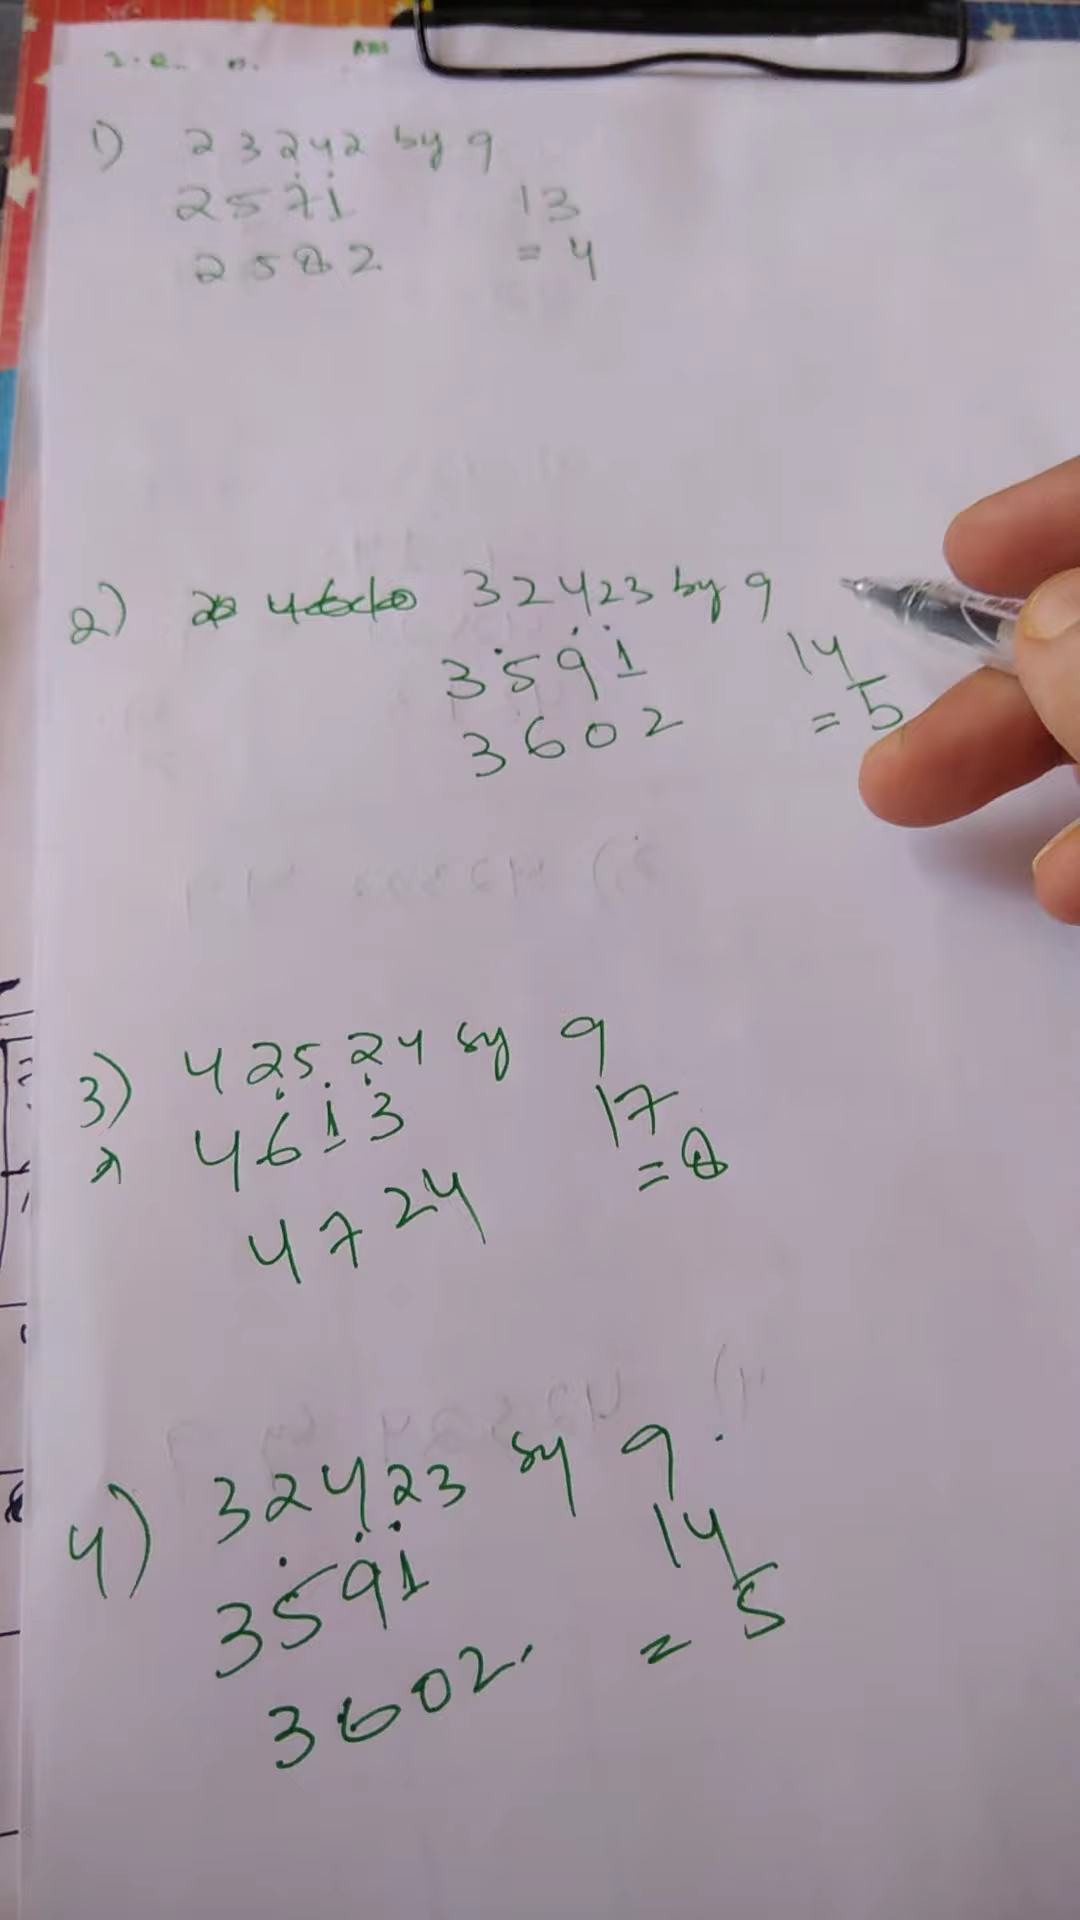 1) 23242 by 9
2571 13
2582 = 4
2) 32423 by 9
3591 14
3602 = 5
3) 42524 by 9
4613 17
4724 = 8
4) 32423 by 9.
3591 14
3602. = 5